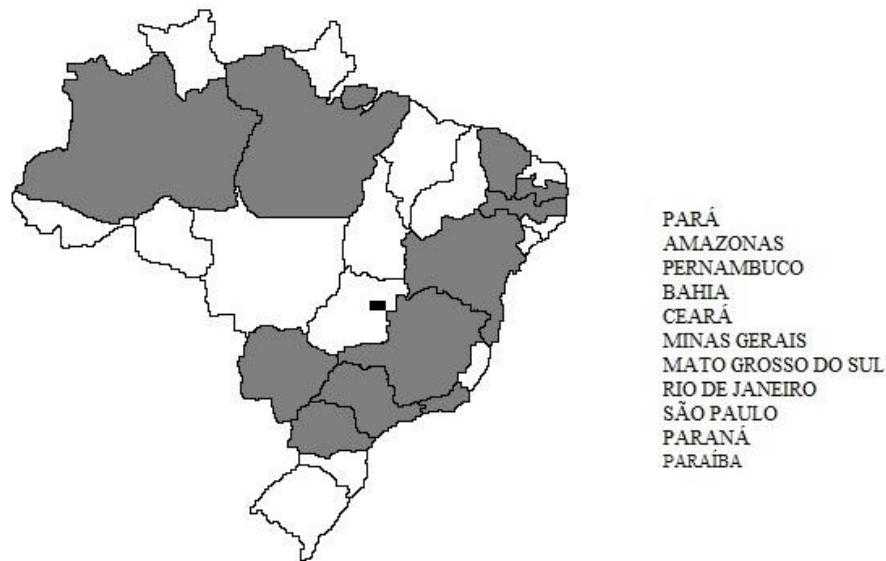 PARÁ
AMAZONAS
PERNAMBUCO
BAHIA
CEARÁ
MINAS GERAIS
MATO GROSSO DO SUL
RIO DE JANEIRO
SÃO PAULO
PARANÁ
PARAÍBA